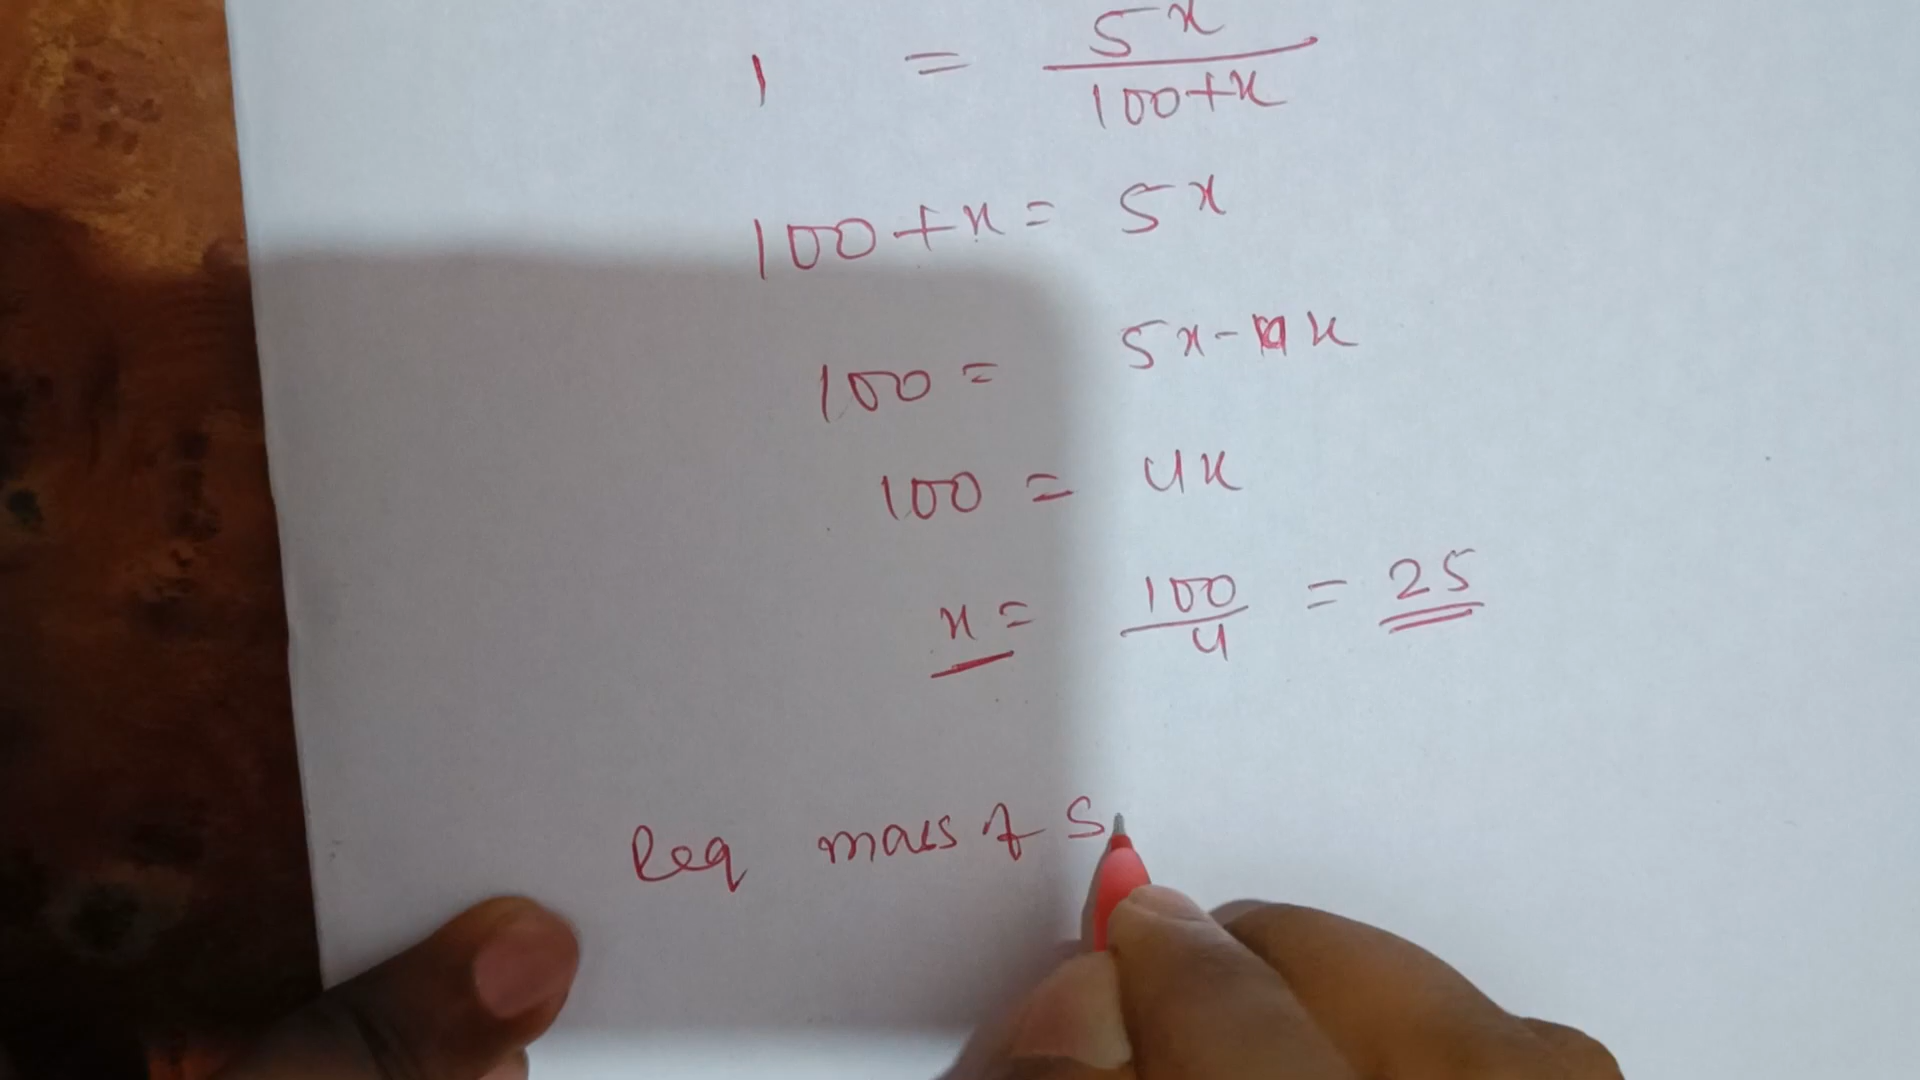 1 = 5x / 100+x
100+x = 5x
100 = 5x - x
100 = 4x
x = 100/4 = 25
Req mass of S